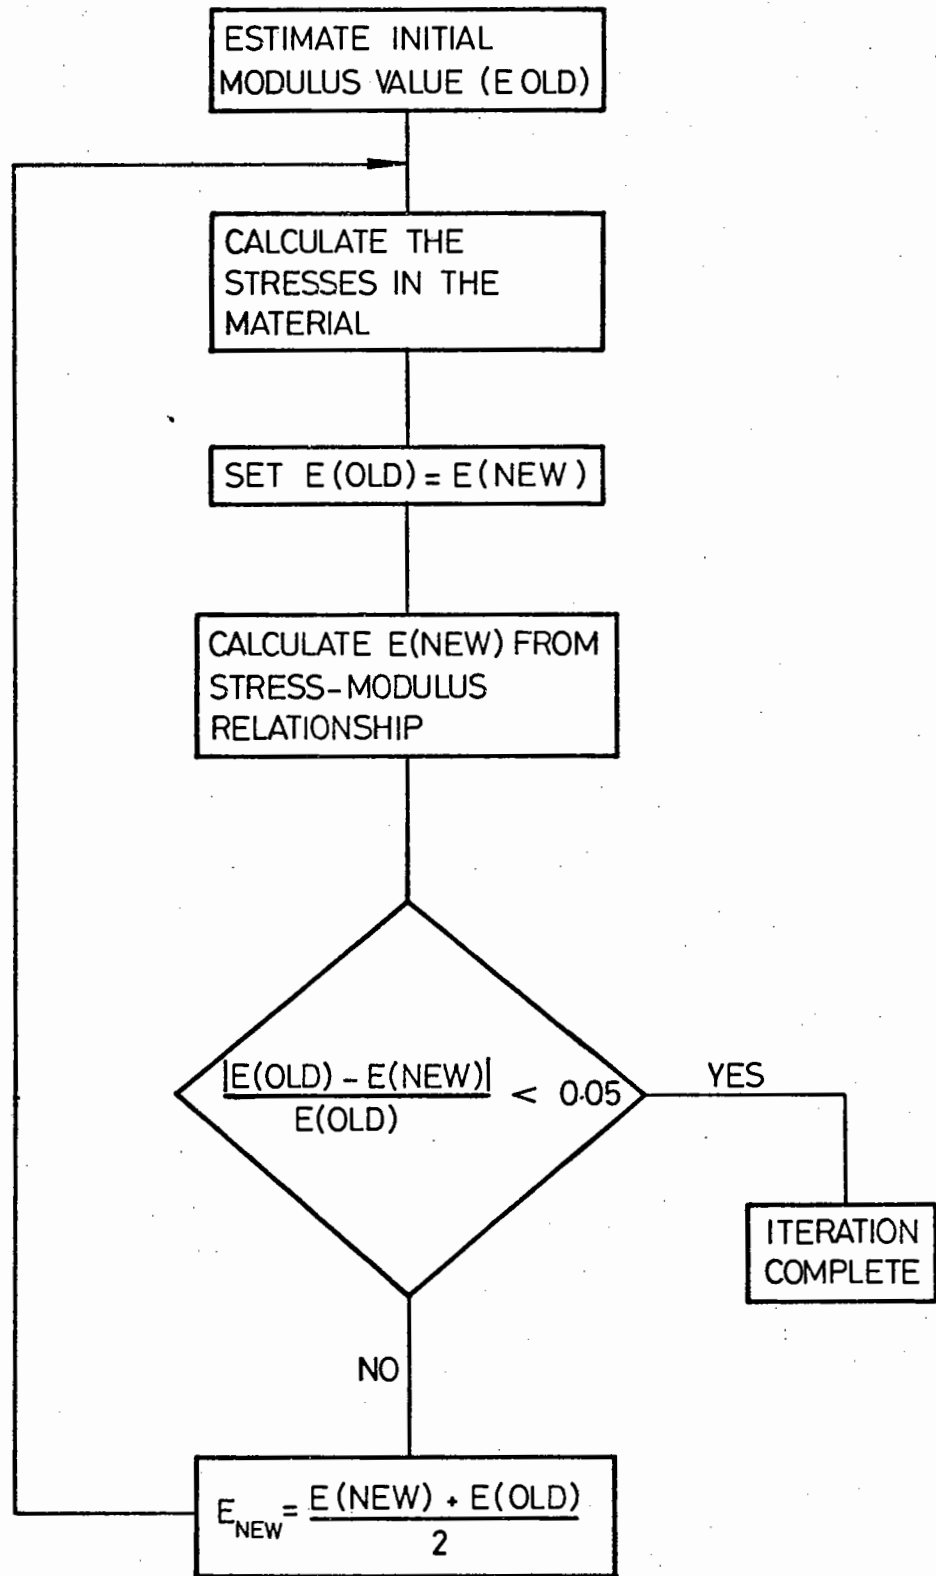 ESTIMATE INITIAL
MODULUS VALUE (E OLD)
CALCULATE THE
STRESSES IN THE
MATERIAL
SET E(OLD) = E(NEW)
CALCULATE E(NEW) FROM
STRESS-MODULUS
RELATIONSHIP
|E(OLD) - E(NEW)|
E(OLD)
< 0.05
YES
ITERATION
COMPLETE
NO
E NEW = E(NEW) + E(OLD)
2